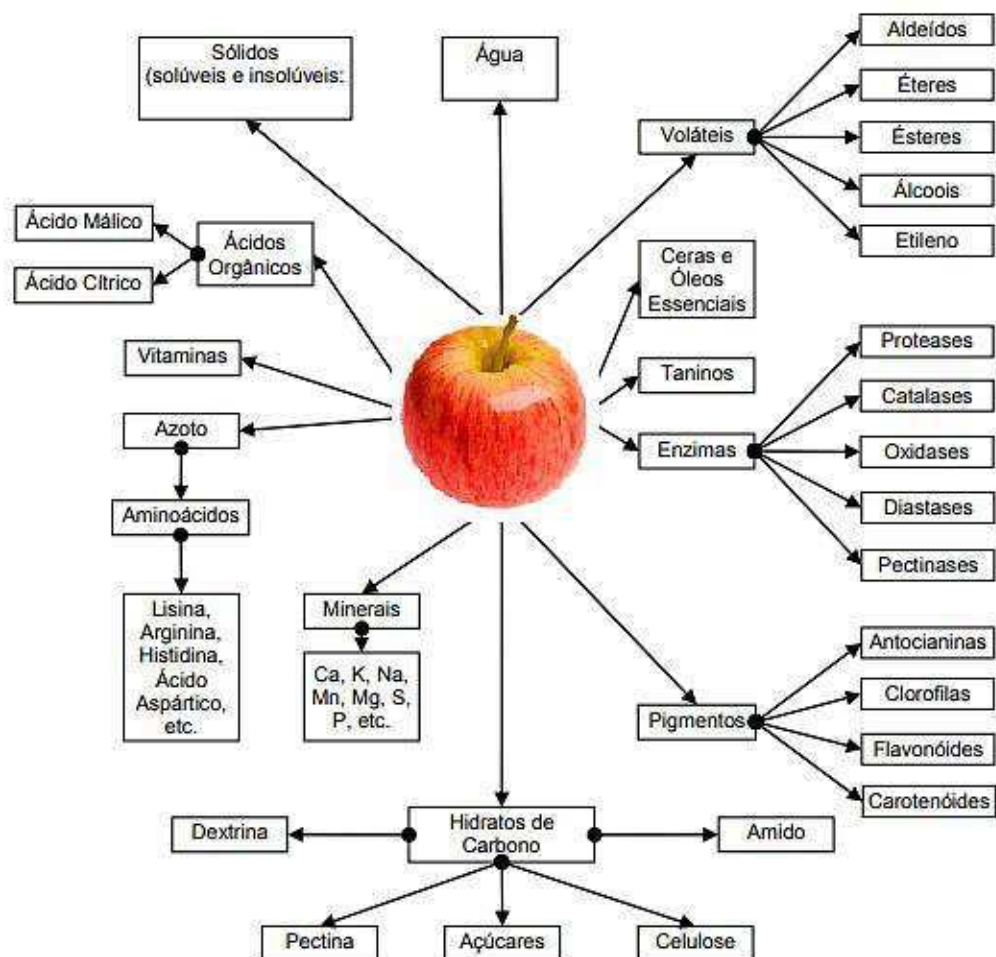 Sólidos
(solúveis e insolúveis:
Água
Aldeídos
Éteres
Voláteis
Ésteres
Álcoois
Etileno
Ácido Málico
Ácidos
Orgânicos
Ácido Cítrico
Ceras e
Óleos
Essenciais
Vitaminas
Taninos
Azoto
Enzimas
Proteases
Catalases
Oxidases
Diastases
Pectinases
Aminoácidos
Lisina,
Arginina,
Histidina,
Ácido
Aspártico,
etc.
Minerais
Ca, K, Na,
Mn, Mg, S,
P, etc.
Pigmentos
Antocianinas
Clorofilas
Flavonóides
Carotenóides
Dextrina
Hidratos de
Carbono
Amido
Pectina
Açúcares
Celulose